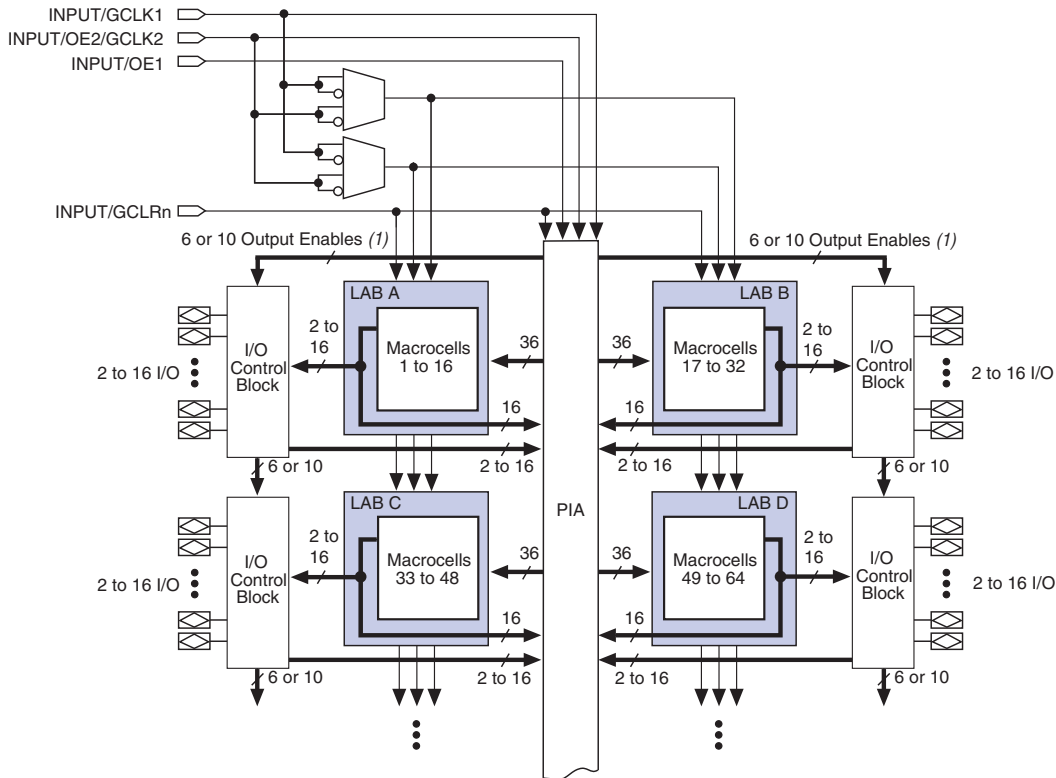 INPUT/GCLK1
INPUT/OE2/GCLK2
INPUT/OE1
INPUT/GCLRn
6 or 10 Output Enables (1)
6 or 10 Output Enables (1)
LAB A
LAB B
I/O
Control
Block
2 to
16
Macrocells
1 to 16
36
36
Macrocells
17 to 32
2 to
16
I/O
Control
Block
2 to 16 I/O
2 to 16 I/O
16
16
2 to 16
2 to 16
6 or 10
6 or 10
LAB C
PIA
LAB D
I/O
Control
Block
2 to
16
Macrocells
33 to 48
36
36
Macrocells
49 to 64
2 to
16
I/O
Control
Block
2 to 16 I/O
2 to 16 I/O
16
16
2 to 16
2 to 16
6 or 10
6 or 10